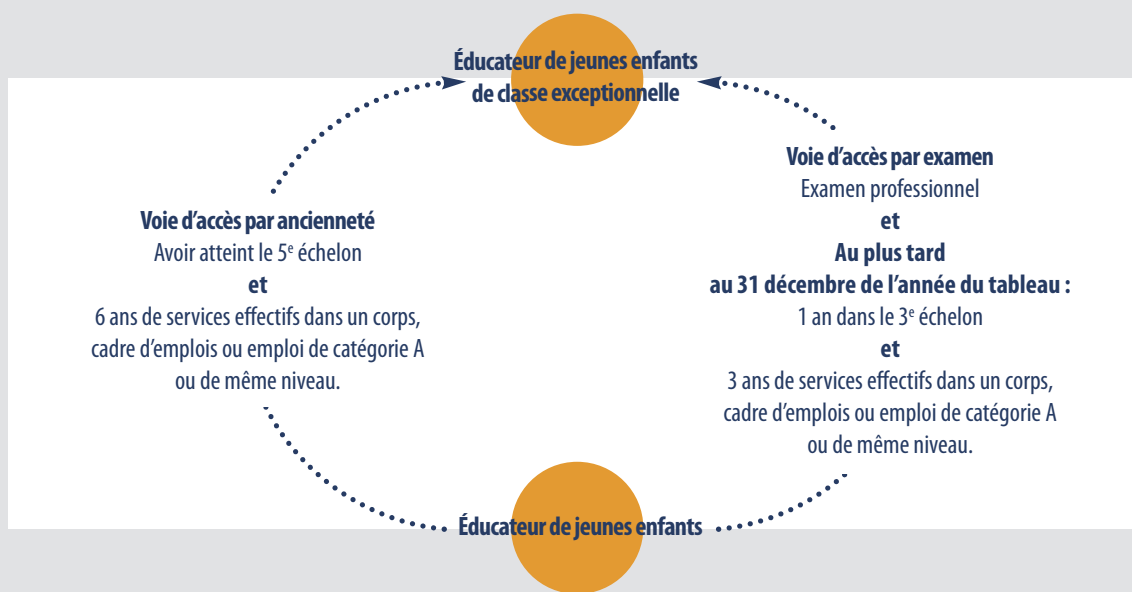 Éducateur de jeunes enfants
de classe exceptionnelle
Voie d’accès par ancienneté
Avoir atteint le 5e échelon
et
6 ans de services effectifs dans un corps,
cadre d’emplois ou emploi de catégorie A
ou de même niveau.
Voie d’accès par examen
Examen professionnel
et
Au plus tard
au 31 décembre de l’année du tableau :
1 an dans le 3e échelon
et
3 ans de services effectifs dans un corps,
cadre d’emplois ou emploi de catégorie A
ou de même niveau.
Éducateur de jeunes enfants